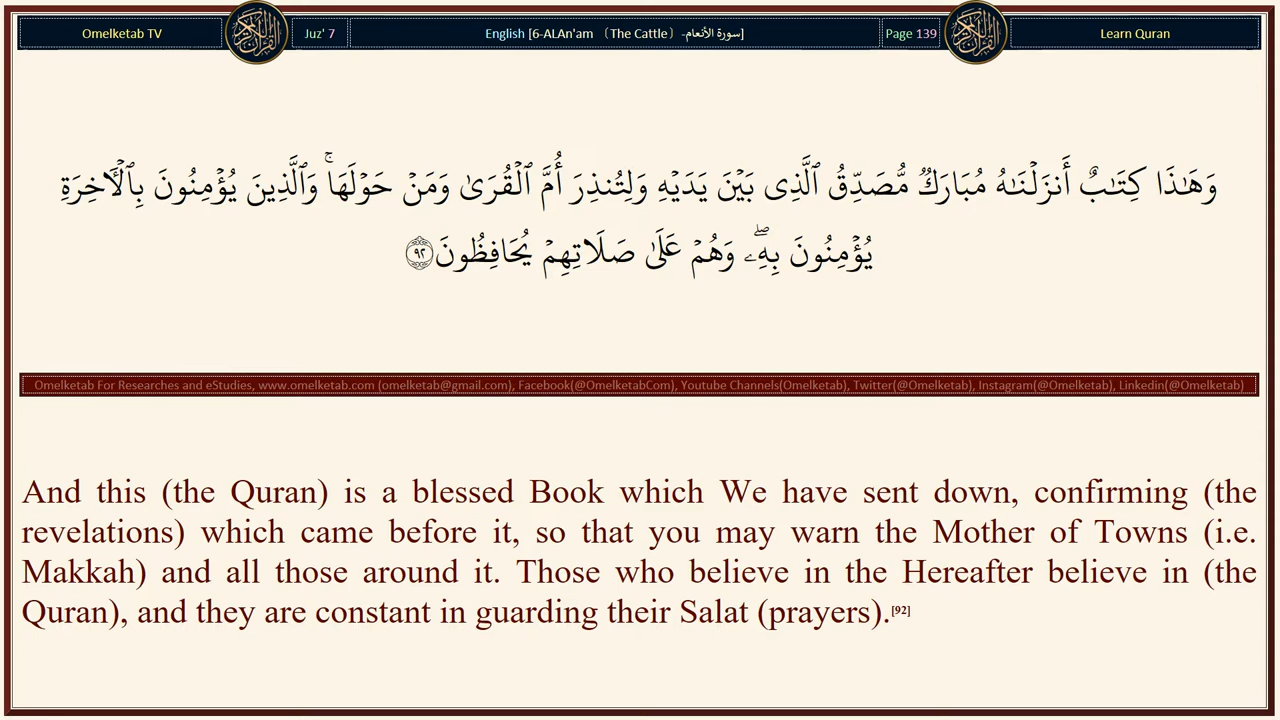 Omelketab TV
Juz' 7
English [6-ALAn'am (The Cattle) -سورة الأنعام]
Page 139
Learn Quran
وَهَـٰذَا كِتَـٰبٌ أَنزَلۡنَـٰهُ مُبَارَكٌ مُّصَدِّقُ ٱلَّذِى بَيۡنَ يَدَيۡهِ وَلِتُنذِرَ أُمَّ ٱلۡقُرَىٰ وَمَنۡ حَوۡلَهَاۚ وَٱلَّذِينَ يُؤۡمِنُونَ بِٱلۡأَخِرَةِ
يُؤۡمِنُونَ بِهِۦۖ وَهُمۡ عَلَىٰ صَلَاتِهِمۡ يُحَافِظُونَ ٩٢
Omelketab For Researches and eStudies, www.omelketab.com (omelketab@gmail.com), Facebook(@OmelketabCom), Youtube Channels(Omelketab), Twitter(@Omelketab), Instagram(@Omelketab), Linkedin(@Omelketab)
And this (the Quran) is a blessed Book which We have sent down, confirming (the
revelations) which came before it, so that you may warn the Mother of Towns (i.e.
Makkah) and all those around it. Those who believe in the Hereafter believe in (the
Quran), and they are constant in guarding their Salat (prayers).[92]